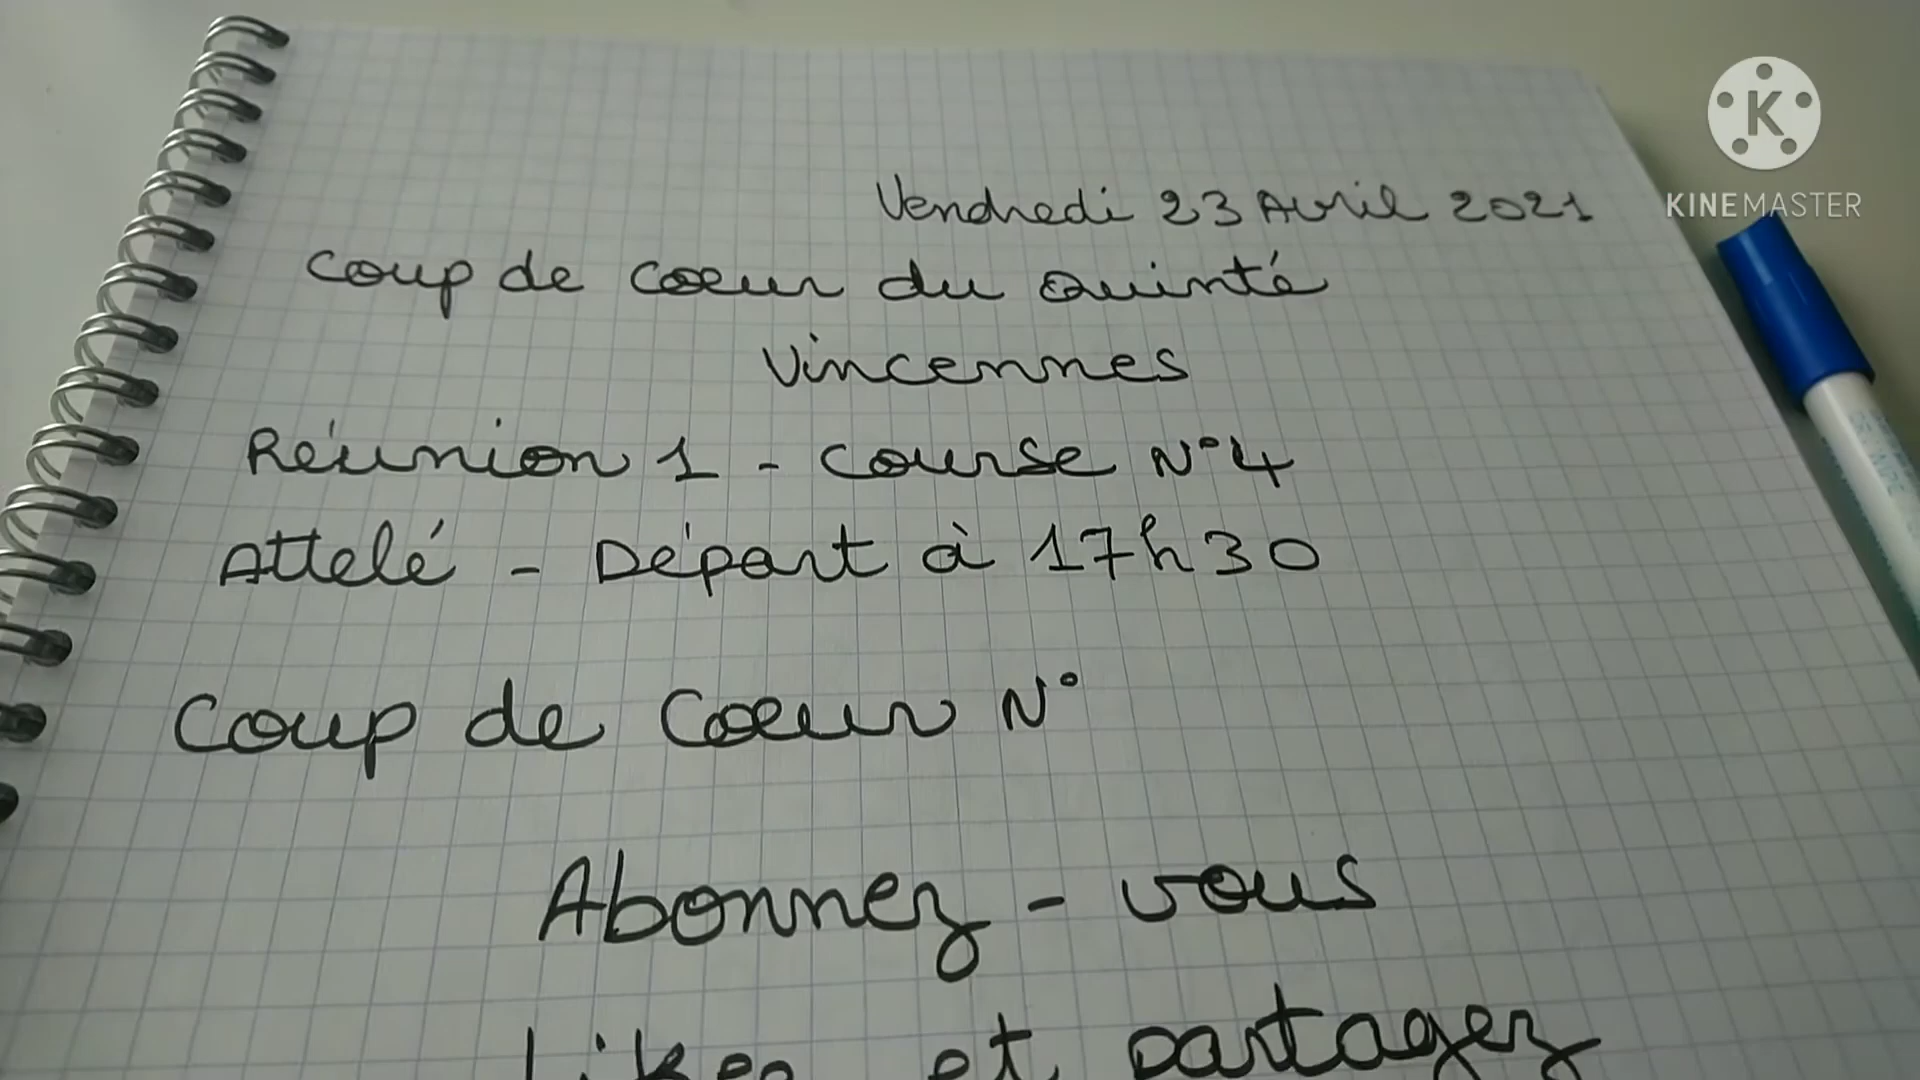 Vendredi 23 Avril 2021
Coup de coeur du Quinté
Vincennes
Réunion 1 - Course N°4
Attelé - Départ à 17h30
Coup de Coeur N°
Abonnez-vous
Likez et partagez
K
KINEMASTER